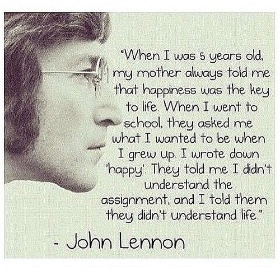 "When I was 5 years old,
my mother always told me
that happiness was the key
to life. When I went to
school, they asked me
what I wanted to be when
I grew up. I wrote down
'happy'. They told me I didn't
understand the
assignment, and I told them
they didn't understand life."
- John Lennon